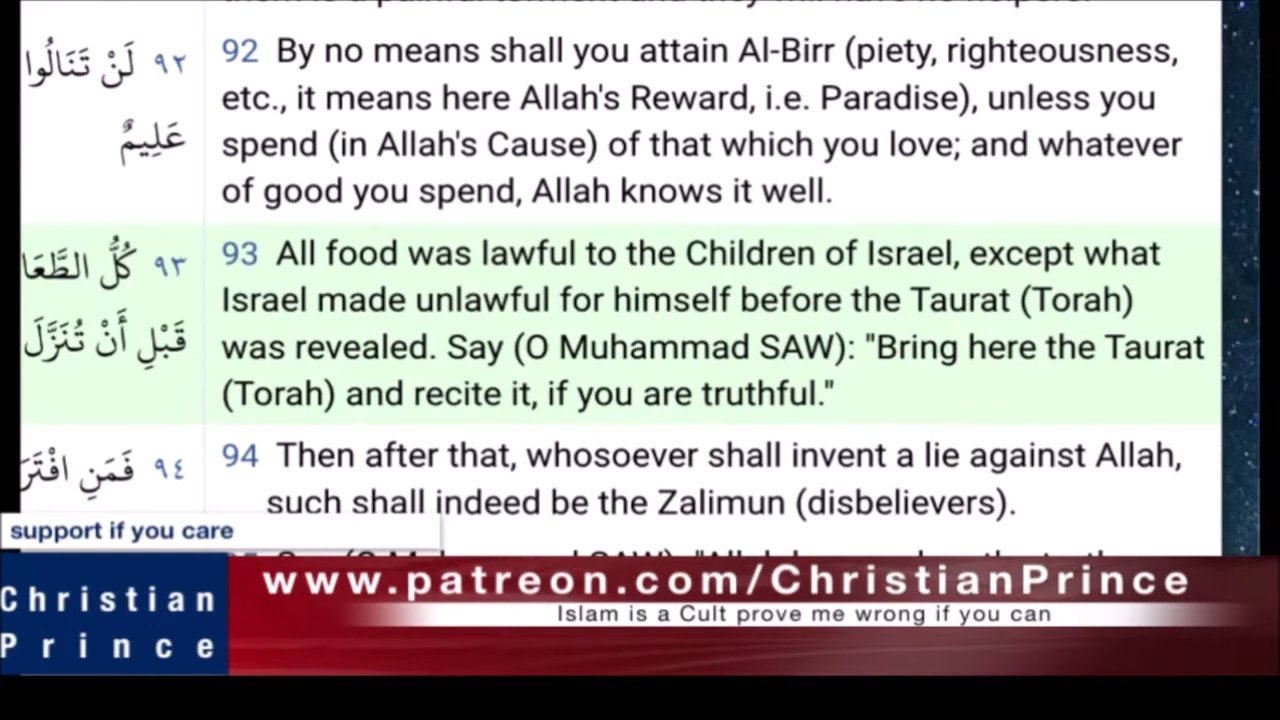 92 By no means shall you attain Al-Birr (piety, righteousness,
etc., it means here Allah's Reward, i.e. Paradise), unless you
spend (in Allah's Cause) of that which you love; and whatever
of good you spend, Allah knows it well.
٩٢ لَنْ تَنَالُوا
عَلِيمٌ
93 All food was lawful to the Children of Israel, except what
Israel made unlawful for himself before the Taurat (Torah)
was revealed. Say (O Muhammad SAW): "Bring here the Taurat
(Torah) and recite it, if you are truthful."
٩٣ كُلُّ الطَّعَا
قَبْلِ أَنْ تُنَزَّلَ
94 Then after that, whosoever shall invent a lie against Allah,
such shall indeed be the Zalimun (disbelievers).
٩٤ فَمَنِ افْتَرَ
support if you care
Christian
Prince
www.patreon.com/ChristianPrince
Islam is a Cult prove me wrong if you can